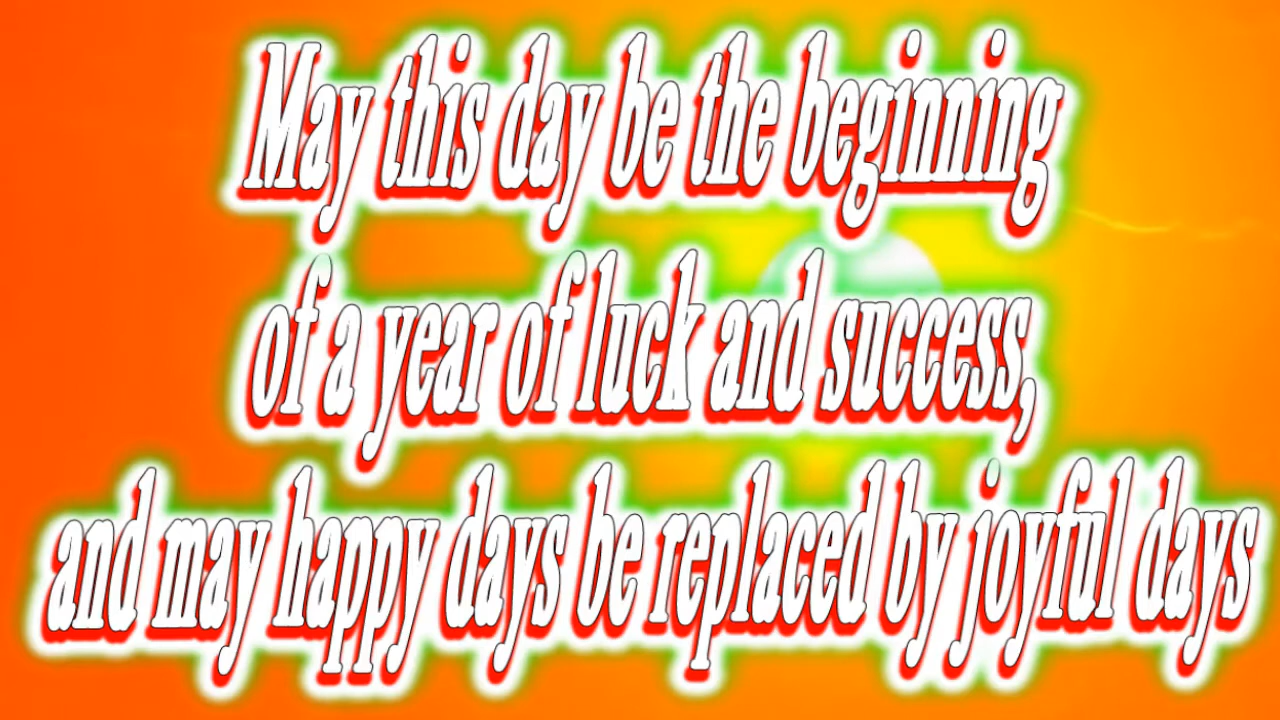 May this day be the beginning
of a year of luck and success,
and may happy days be replaced by joyful days